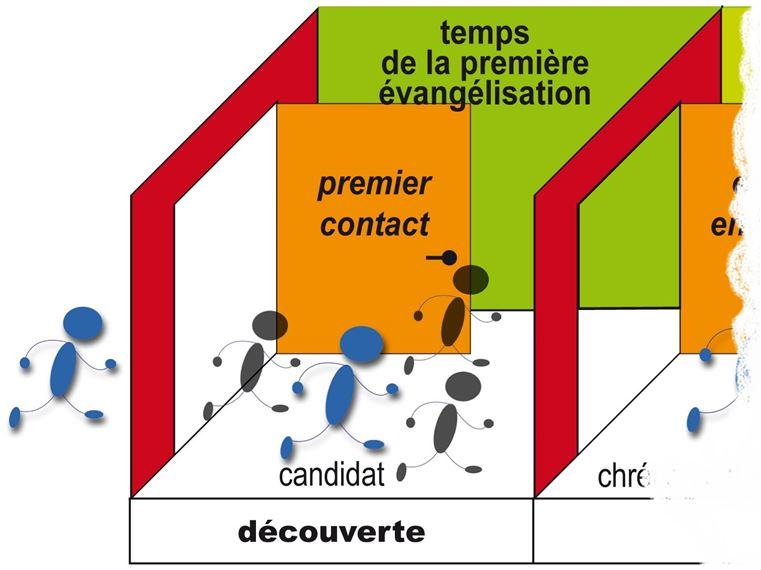 temps
de la première
évangélisation
premier
contact
candidat
découverte